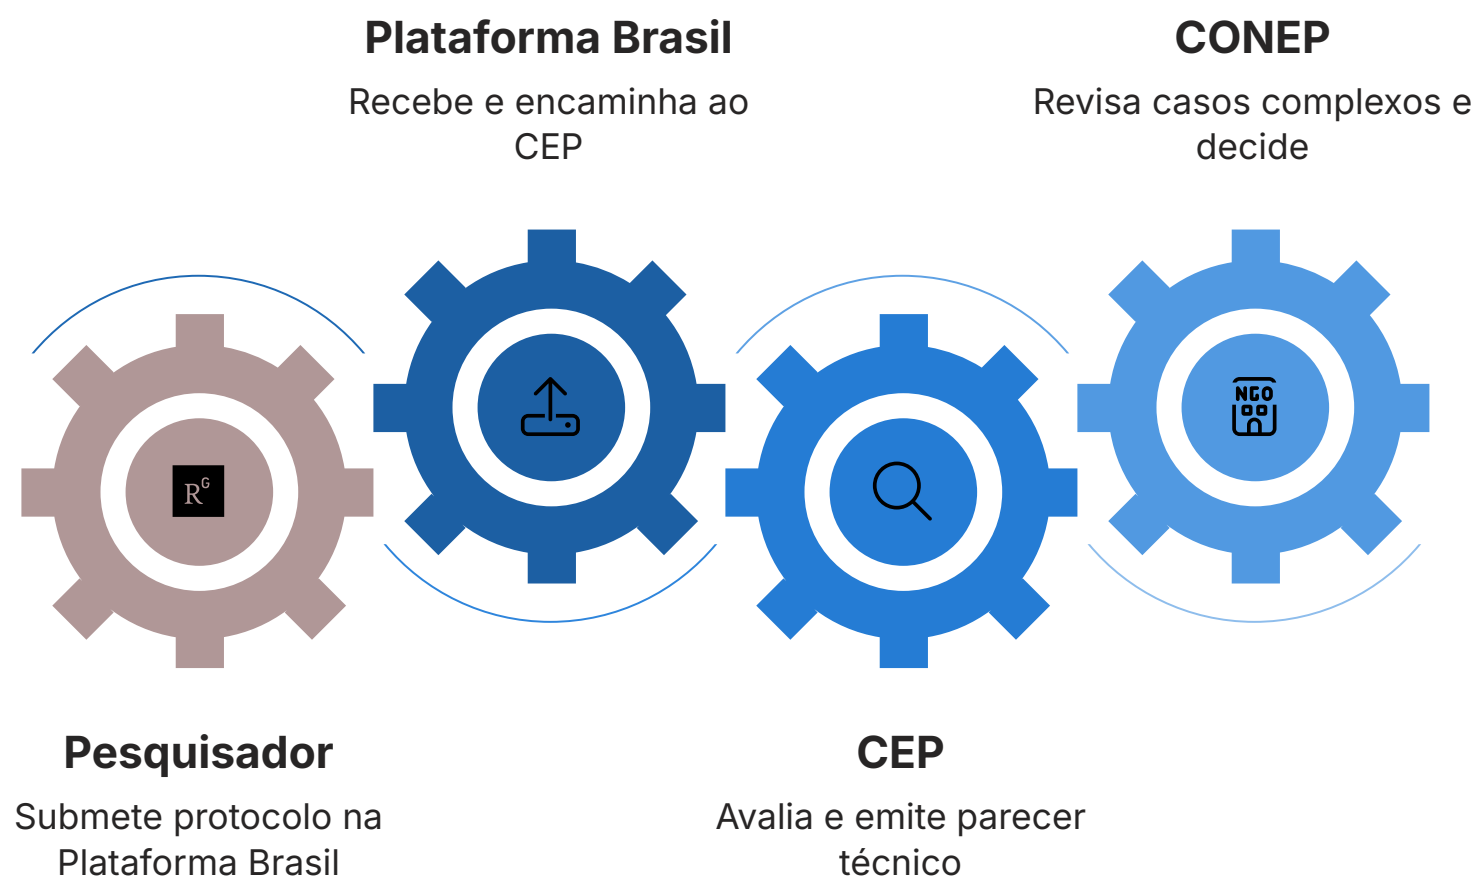 Plataforma Brasil
Recebe e encaminha ao
CEP
CONEP
Revisa casos complexos e
decide
RG
NGO
Pesquisador
Submete protocolo na
Plataforma Brasil
CEP
Avalia e emite parecer
técnico